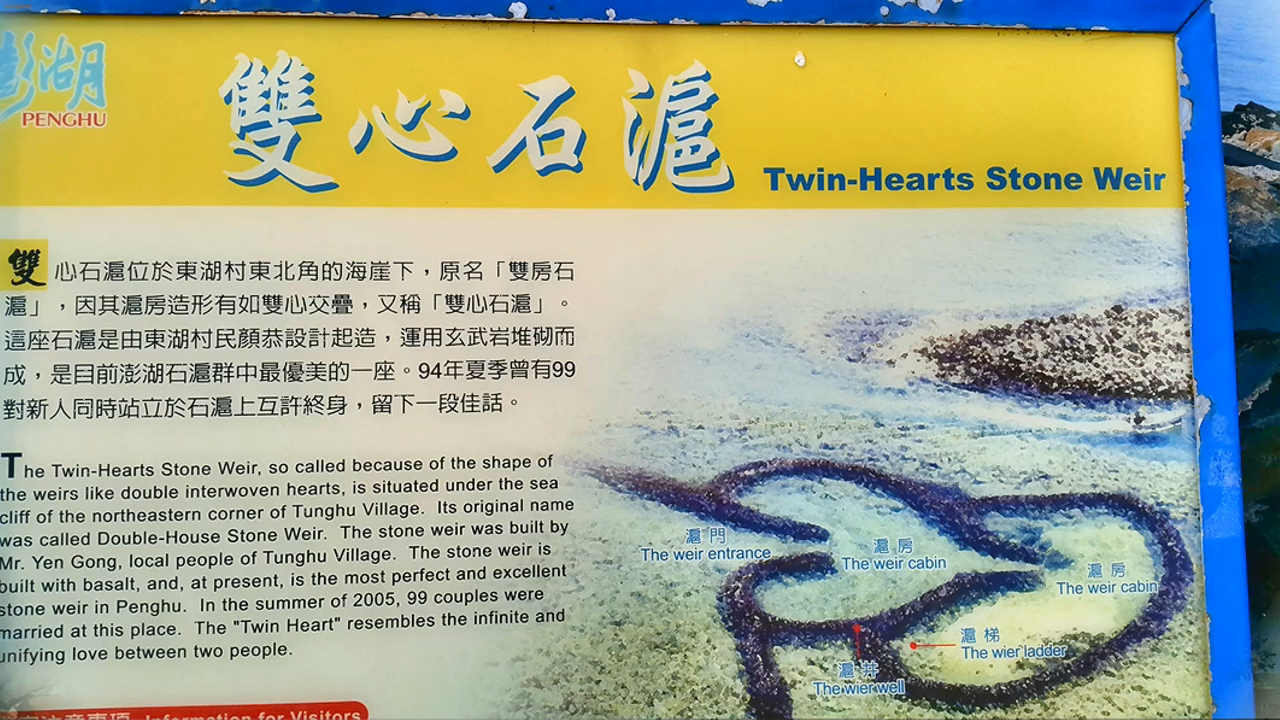 澎湖
PENGHU
雙心石滬
Twin-Hearts Stone Weir
雙心石滬位於東湖村東北角的海崖下，原名「雙房石
滬」，因其滬房造形有如雙心交疊，又稱「雙心石滬」。
這座石滬是由東湖村民顏恭設計起造，運用玄武岩堆砌而
成，是目前澎湖石滬群中最優美的一座。94年夏季曾有99
對新人同時站立於石滬上互許終身，留下一段佳話。
The Twin-Hearts Stone Weir, so called because of the shape of
the weirs like double interwoven hearts, is situated under the sea
cliff of the northeastern corner of Tunghu Village. Its original name
was called Double-House Stone Weir. The stone weir was built by
Mr. Yen Gong, local people of Tunghu Village. The stone weir is
built with basalt, and, at present, is the most perfect and excellent
stone weir in Penghu. In the summer of 2005, 99 couples were
married at this place. The "Twin Heart" resembles the infinite and
unifying love between two people.
滬門
The weir entrance
滬房
The weir cabin
滬房
The weir cabin
滬梯
The wier ladder
滬井
The wier well
注意事項 Information for Visitors